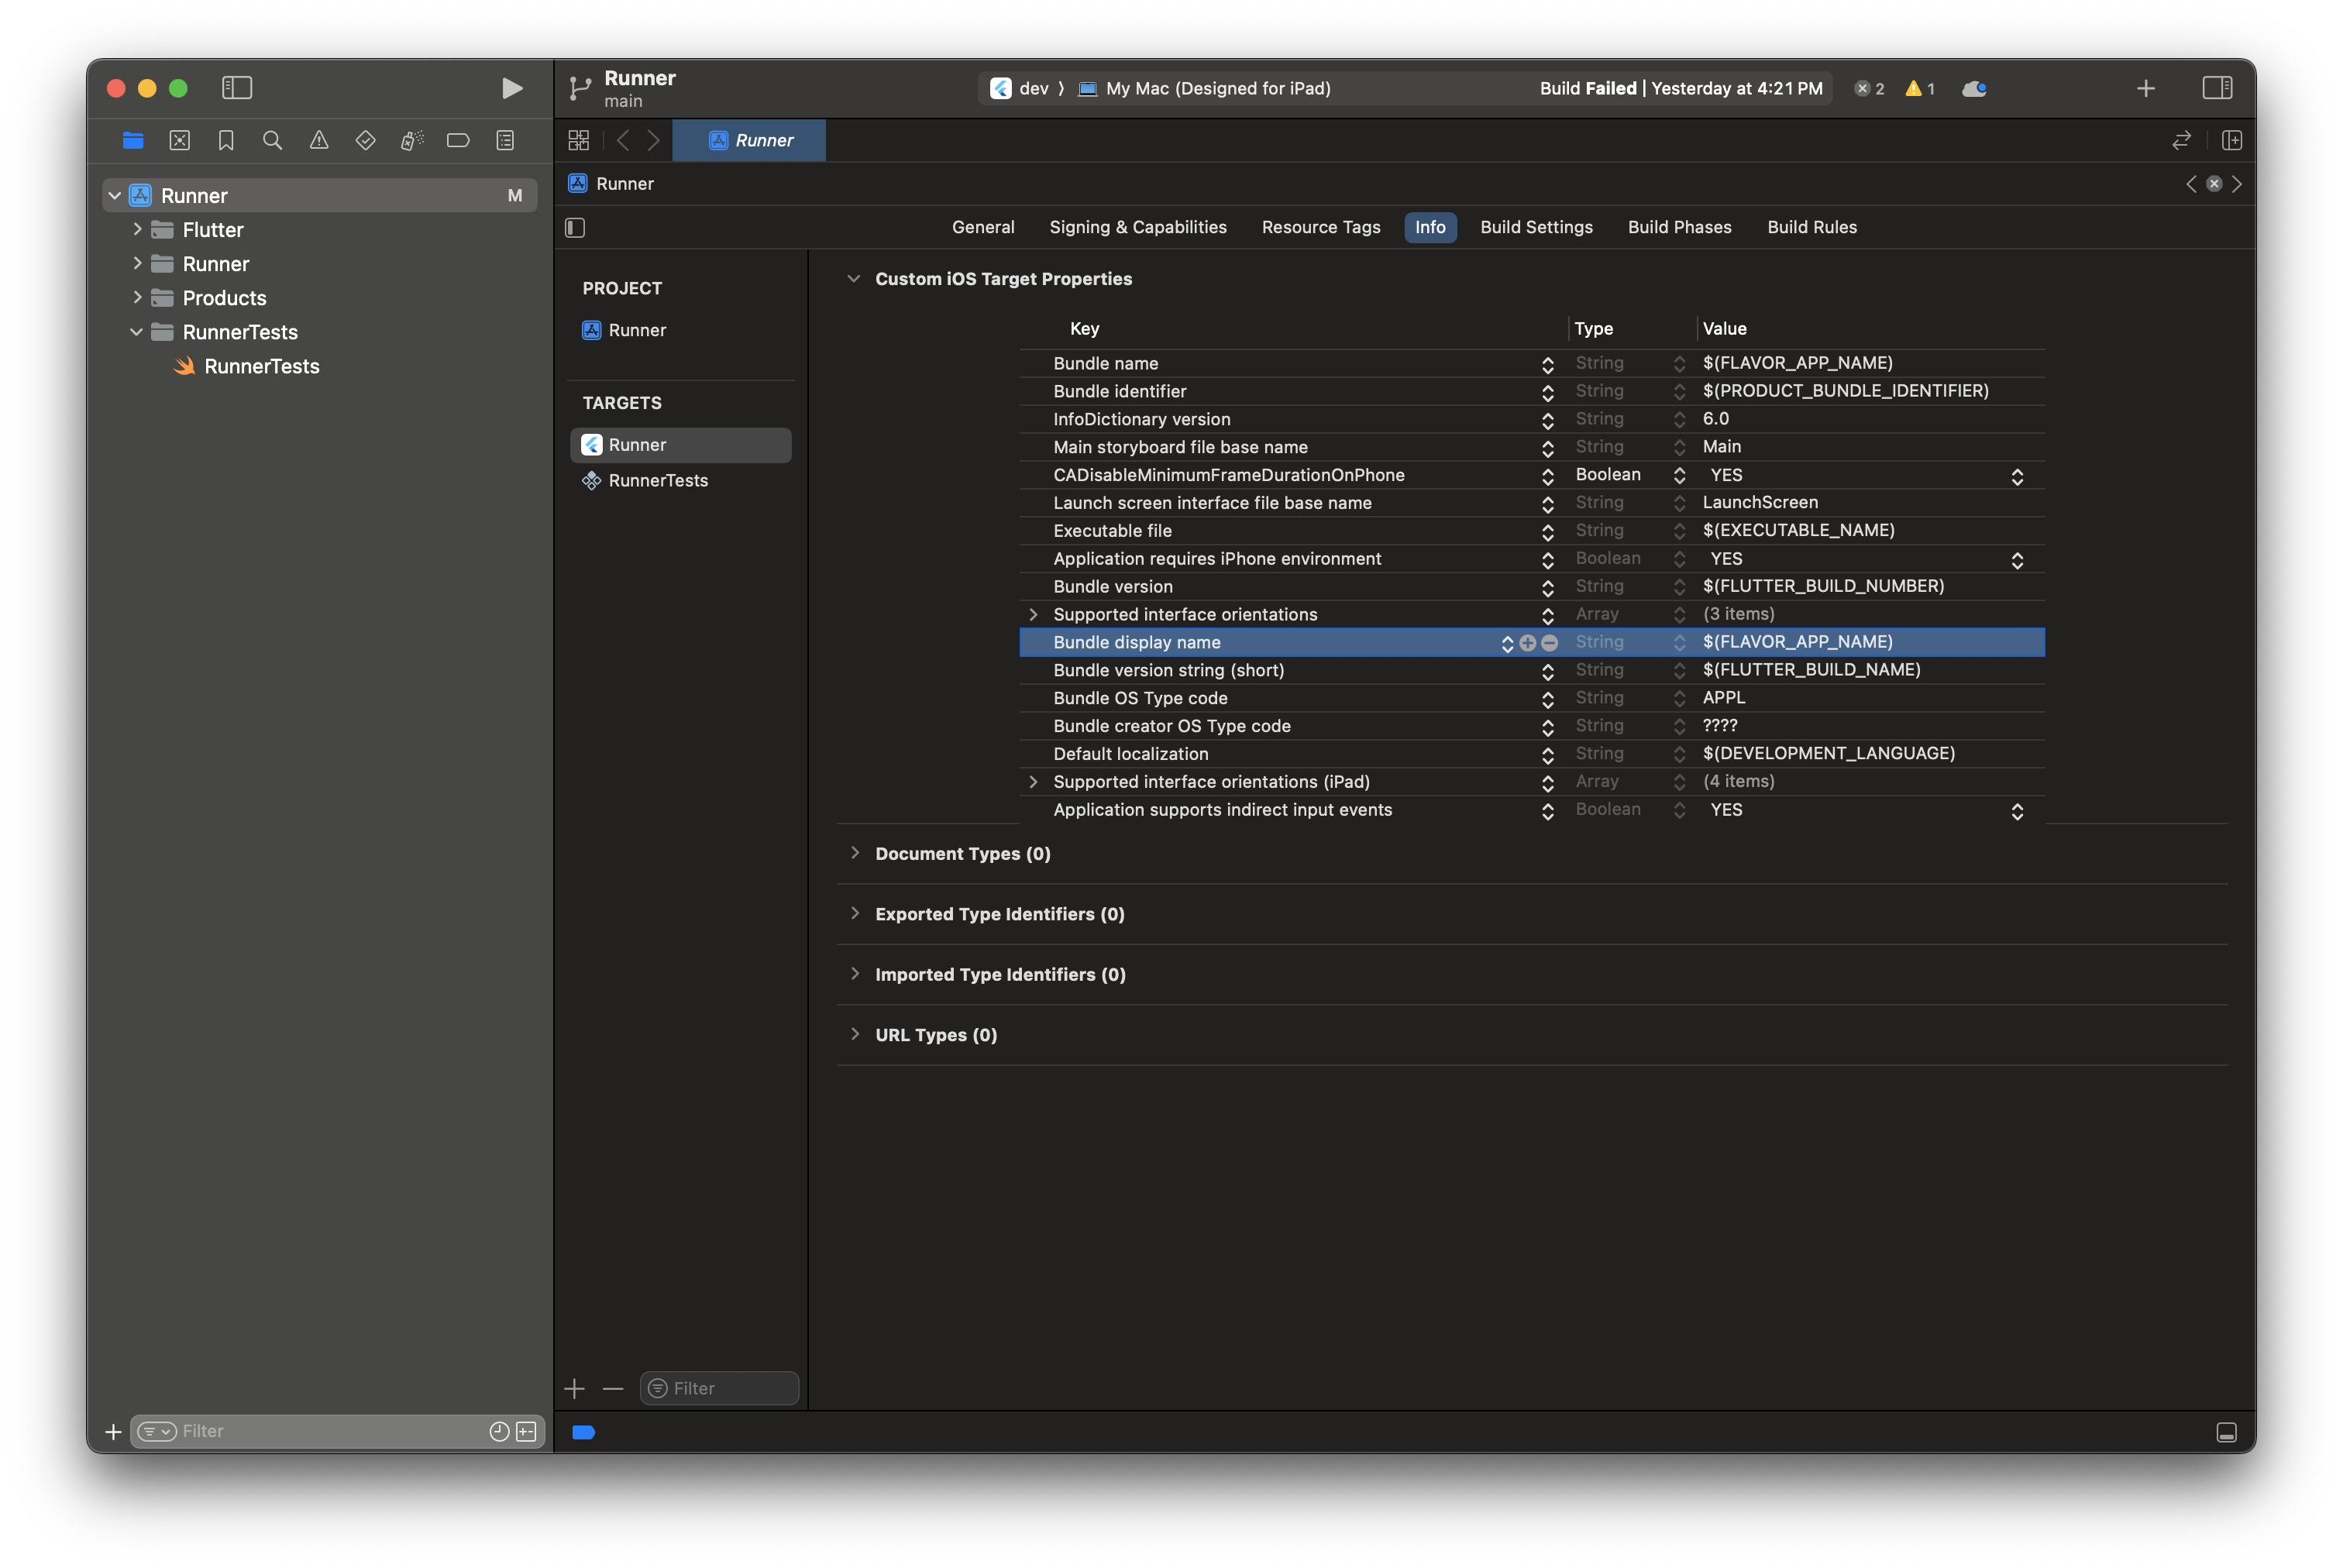 Runner
main
dev
My Mac (Designed for iPad)
Build Failed | Yesterday at 4:21 PM
2
1
Runner
Runner M
Flutter
Runner
Products
RunnerTests
RunnerTests
Filter
Runner
General
Signing & Capabilities
Resource Tags
Info
Build Settings
Build Phases
Build Rules
PROJECT
Runner
TARGETS
Runner
RunnerTests
Filter
Custom iOS Target Properties
Key Type Value
Bundle name String $(FLAVOR_APP_NAME)
Bundle identifier String $(PRODUCT_BUNDLE_IDENTIFIER)
InfoDictionary version String 6.0
Main storyboard file base name String Main
CADisableMinimumFrameDurationOnPhone Boolean YES
Launch screen interface file base name String LaunchScreen
Executable file String $(EXECUTABLE_NAME)
Application requires iPhone environment Boolean YES
Bundle version String $(FLUTTER_BUILD_NUMBER)
Supported interface orientations Array (3 items)
Bundle display name String $(FLAVOR_APP_NAME)
Bundle version string (short) String $(FLUTTER_BUILD_NAME)
Bundle OS Type code String APPL
Bundle creator OS Type code String ????
Default localization String $(DEVELOPMENT_LANGUAGE)
Supported interface orientations (iPad) Array (4 items)
Application supports indirect input events Boolean YES
Document Types (0)
Exported Type Identifiers (0)
Imported Type Identifiers (0)
URL Types (0)